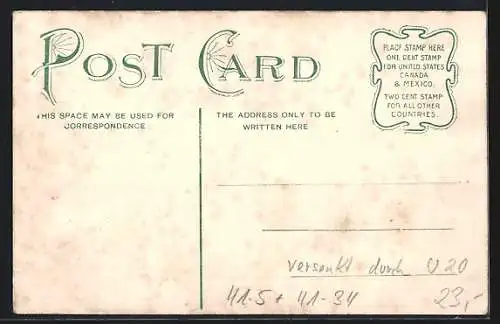 POST CARD
THIS SPACE MAY BE USED FOR
CORRESPONDENCE
THE ADDRESS ONLY TO BE
WRITTEN HERE
PLACE STAMP HERE
ONE CENT STAMP
FOR UNITED STATES
CANADA
& MEXICO.
TWO CENT STAMP
FOR ALL OTHER
COUNTRIES.
versenkt durch U 20
41-5+ 41-34
23,-